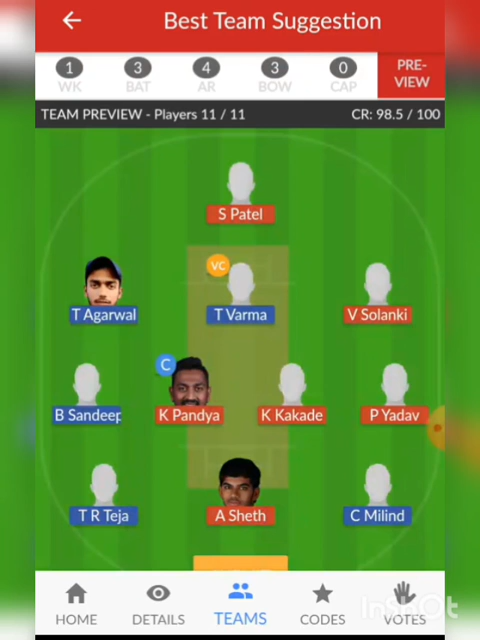 Best Team Suggestion
1 3 4 3 0 PRE-
WK BAT AR BOW CAP VIEW
TEAM PREVIEW - Players 11 / 11 CR: 98.5 / 100
S Patel
VC
T Agarwal T Varma V Solanki
C
B Sandeep K Pandya K Kakade P Yadav
T R Teja A Sheth C Milind
HOME DETAILS TEAMS CODES VOTES
InShOt